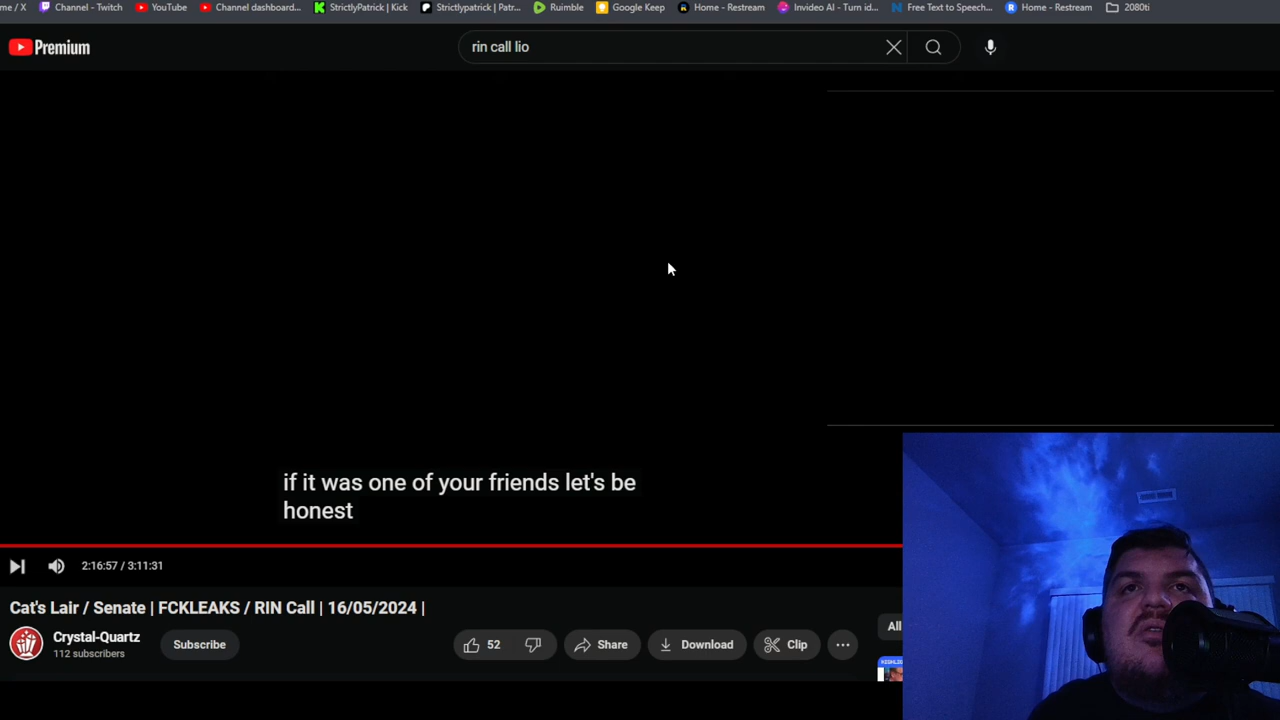 me / X Channel - Twitch YouTube Channel dashboard... StrictlyPatrick | Kick Strictlypatrick | Patr... Rumble Google Keep Home - Restream Invideo AI - Turn id... Free Text to Speech... Home - Restream 2080ti
Premium
rin call lio
if it was one of your friends let's be
honest
2:16:57 / 3:11:31
Cat's Lair / Senate | FCKLEAKS / RIN Call | 16/05/2024 |
Crystal-Quartz
112 subscribers
Subscribe
52
Share
Download
Clip
All